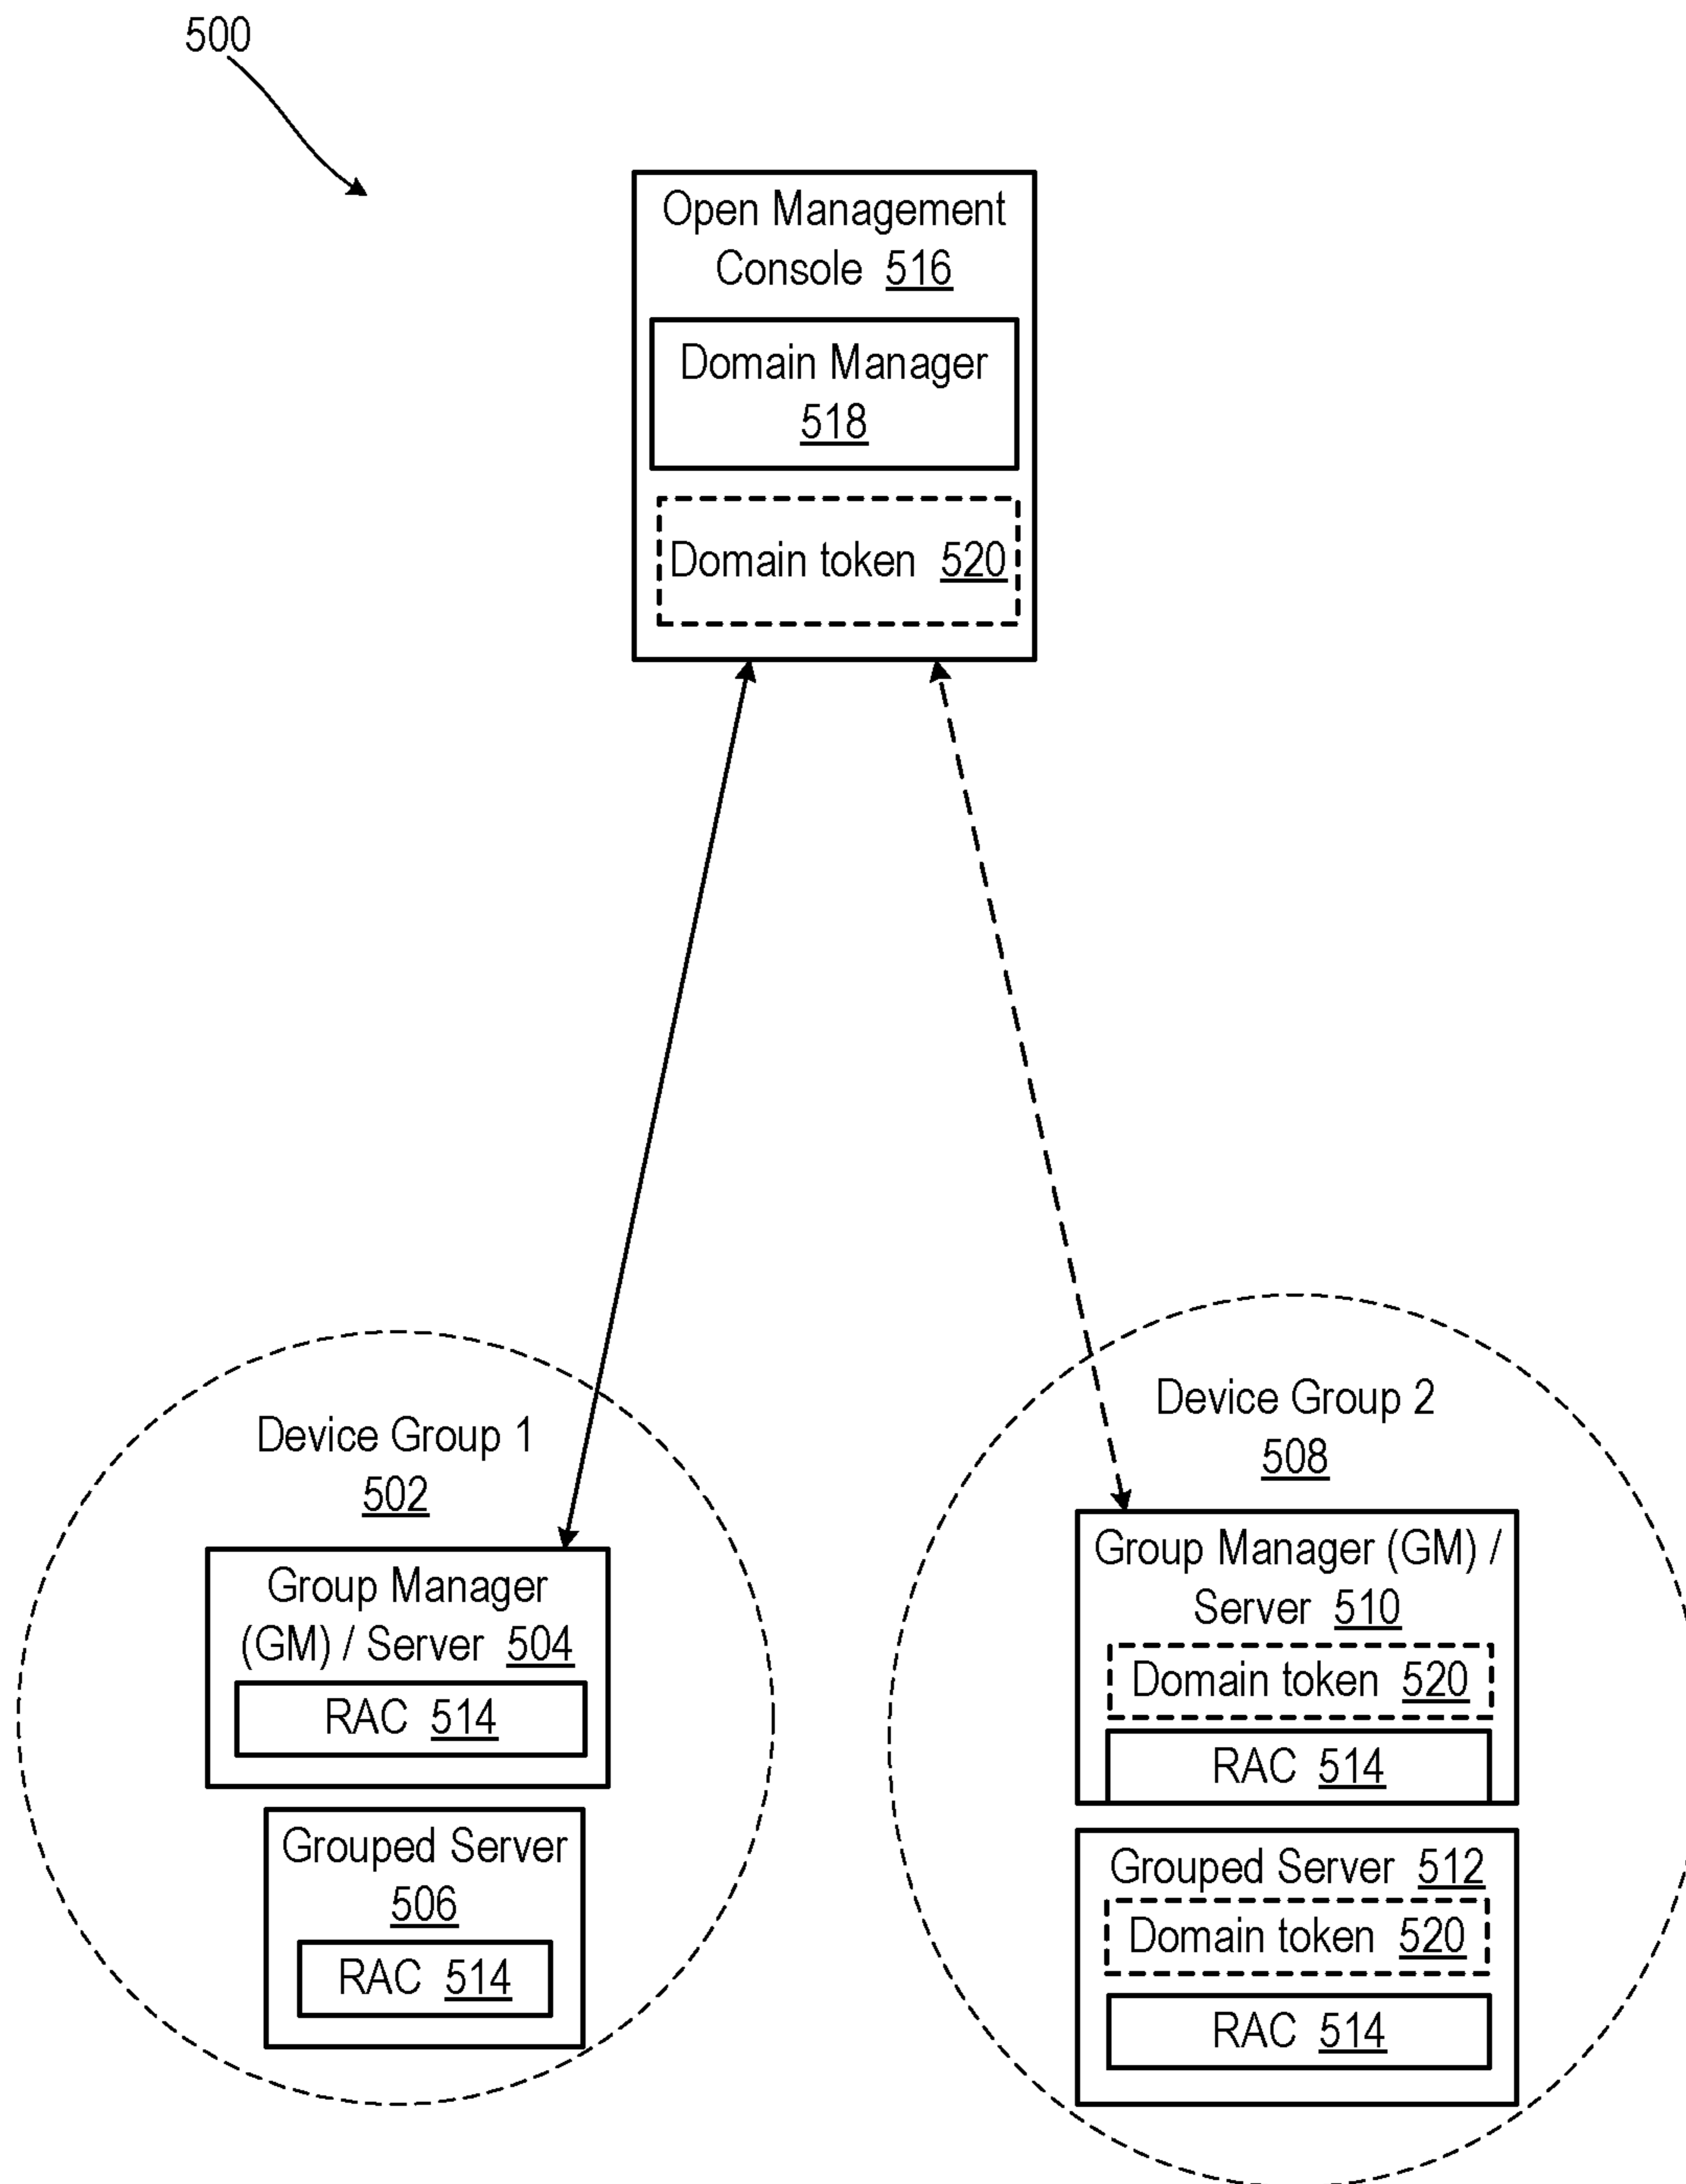 500
Open Management
Console 516
Domain Manager
518
Domain token 520
Device Group 1
502
Group Manager
(GM) / Server 504
RAC 514
Grouped Server
506
RAC 514
Device Group 2
508
Group Manager (GM) /
Server 510
Domain token 520
RAC 514
Grouped Server 512
Domain token 520
RAC 514